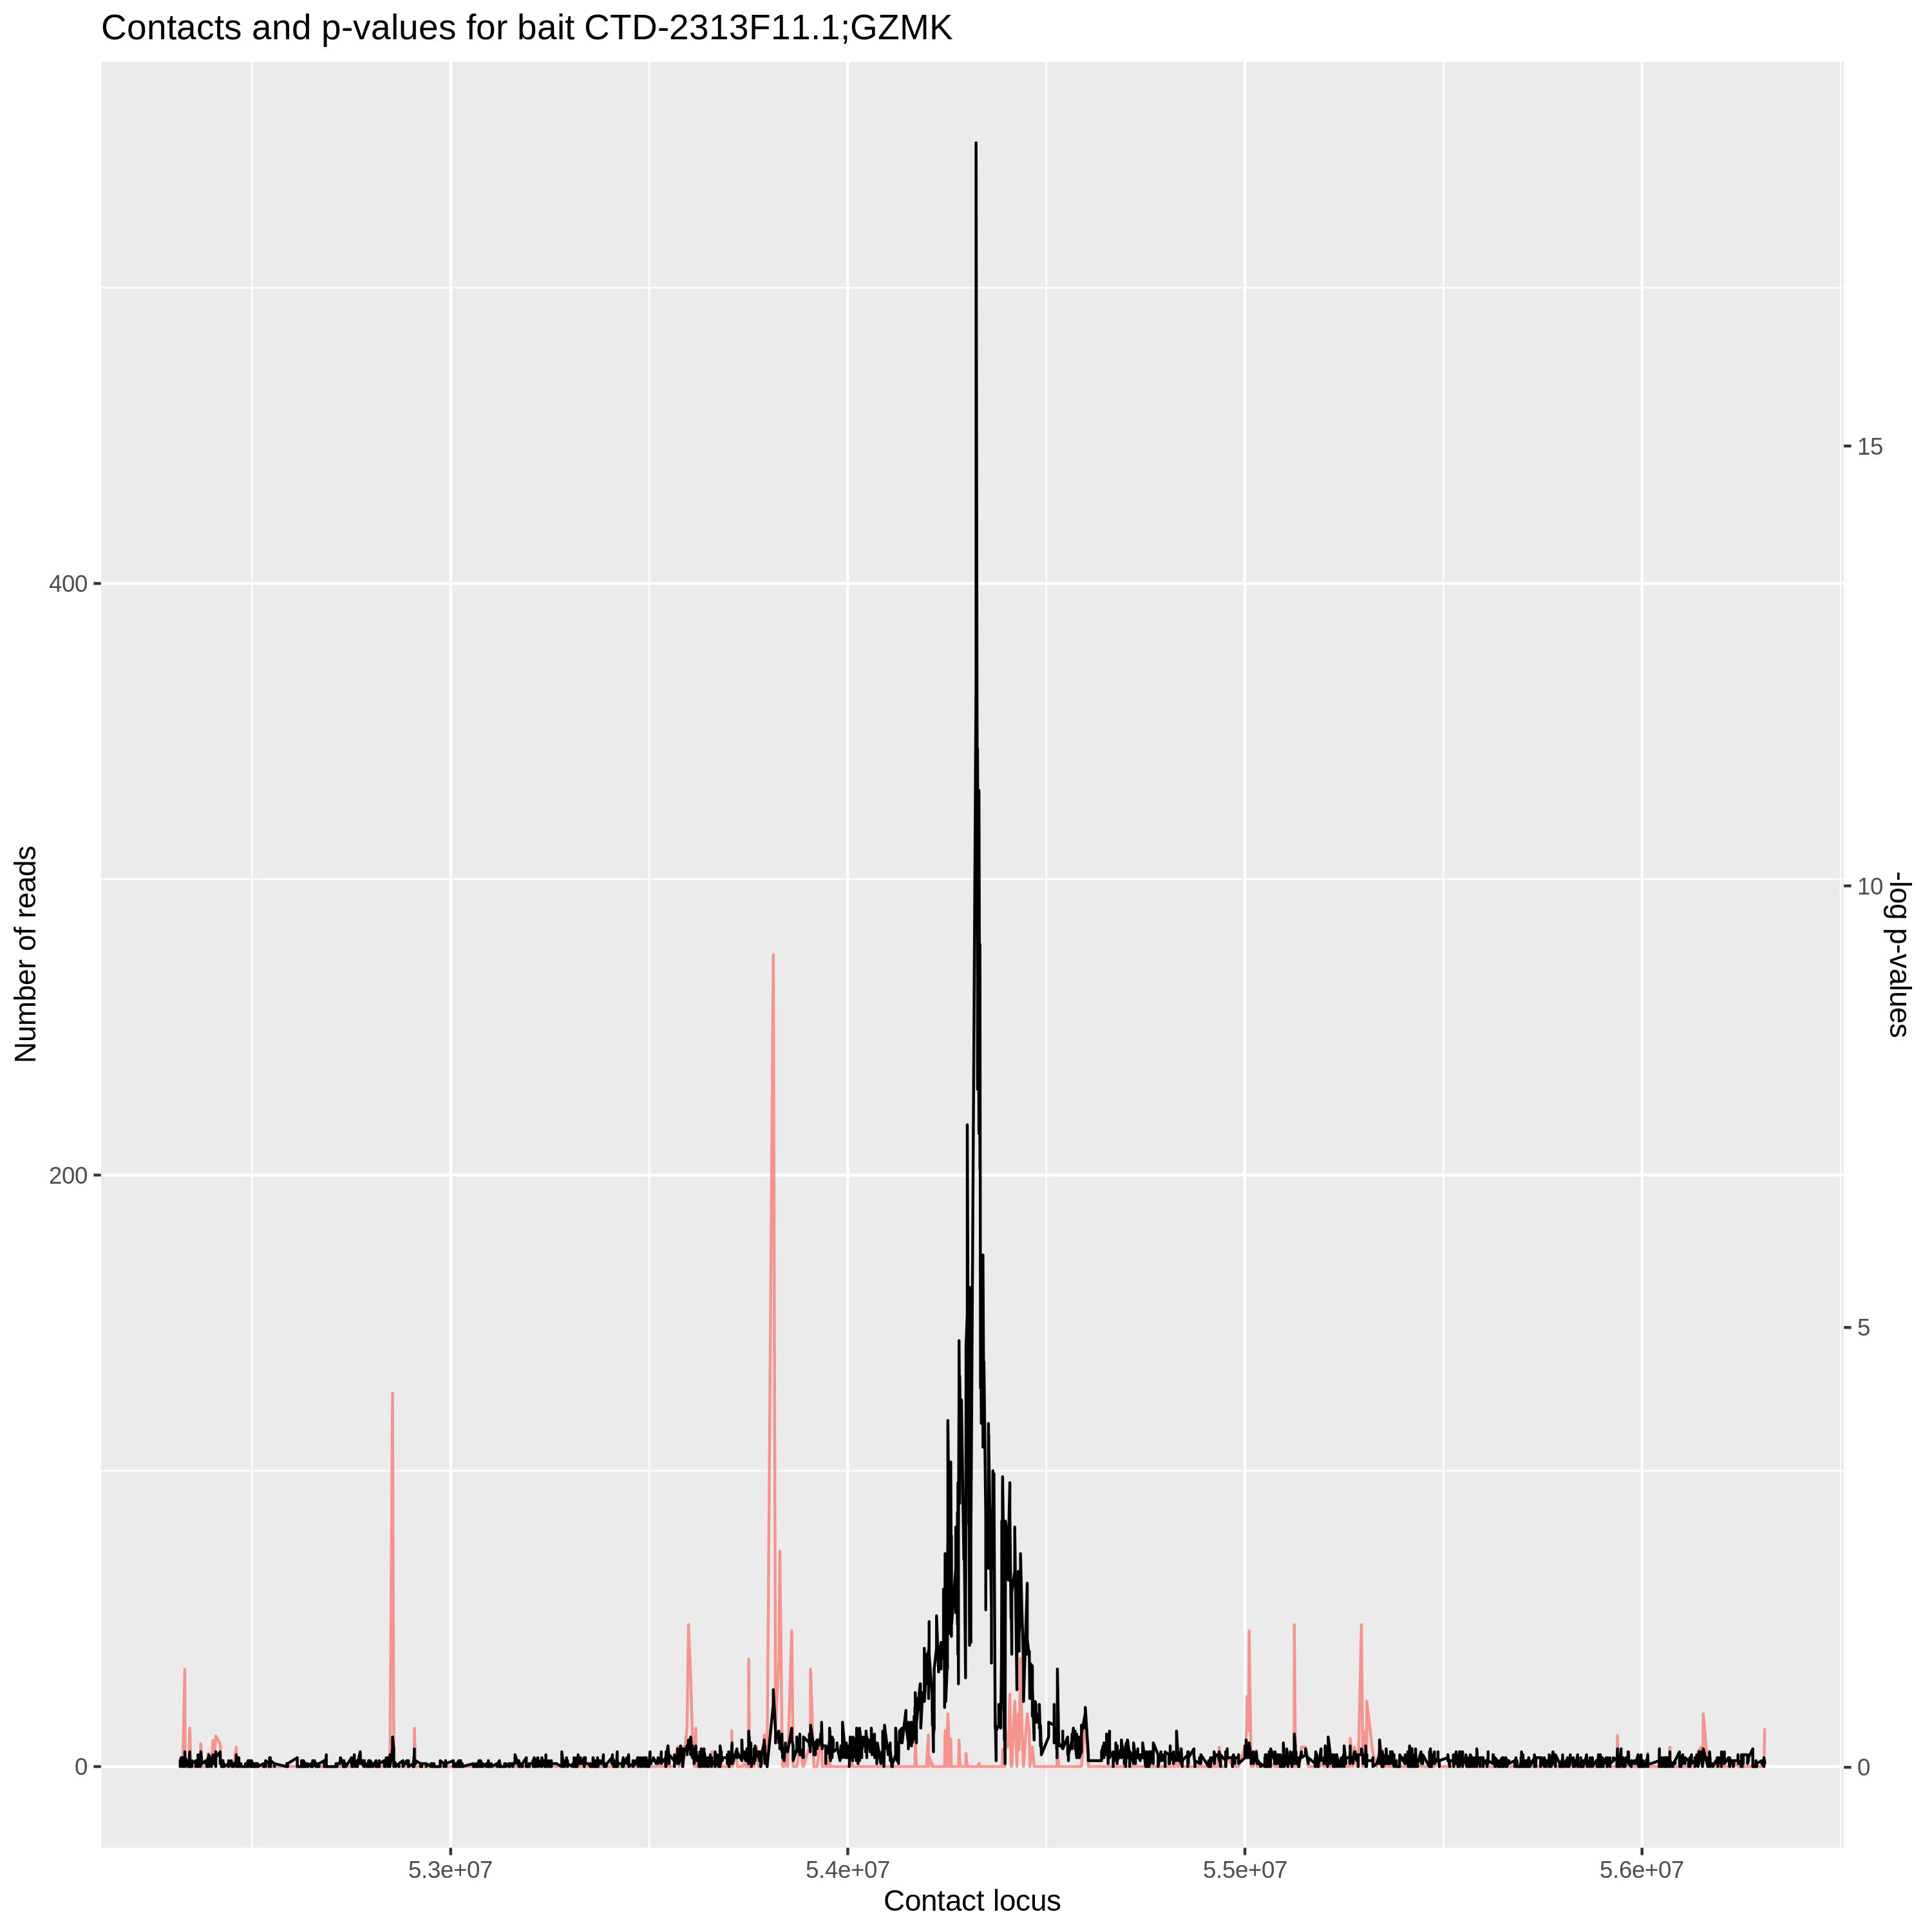 Contacts and p-values for bait CTD-2313F11.1;GZMK
Number of reads
400
200
0
15
10
5
0
-log p-values
5.3e+07
5.4e+07
5.5e+07
5.6e+07
Contact locus